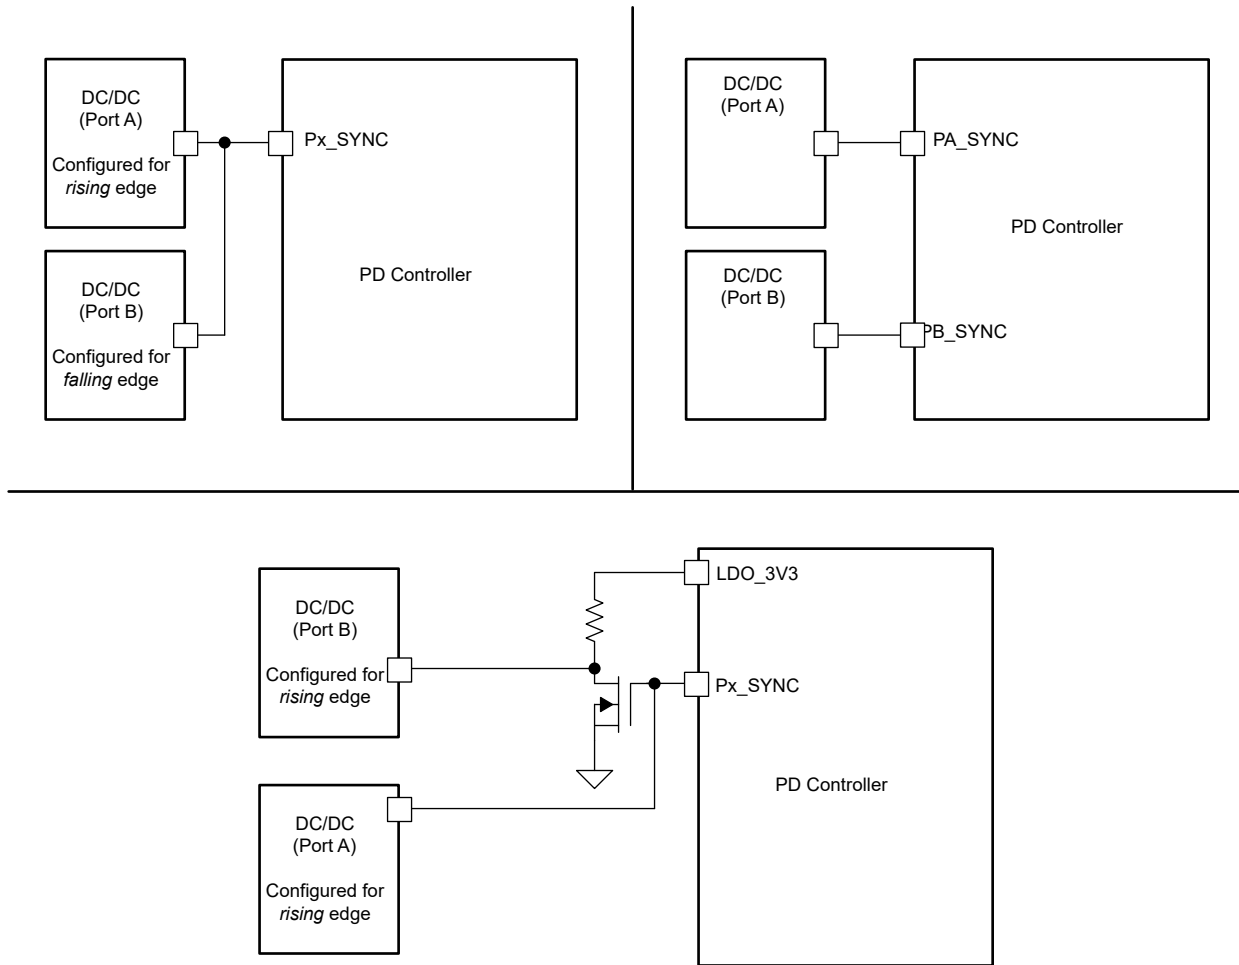 DC/DC
(Port A)
Configured for
rising edge
Px_SYNC
DC/DC
(Port B)
Configured for
falling edge
PD Controller
DC/DC
(Port A)
PA_SYNC
PD Controller
DC/DC
(Port B)
PB_SYNC
LDO_3V3
DC/DC
(Port B)
Configured for
rising edge
Px_SYNC
PD Controller
DC/DC
(Port A)
Configured for
rising edge